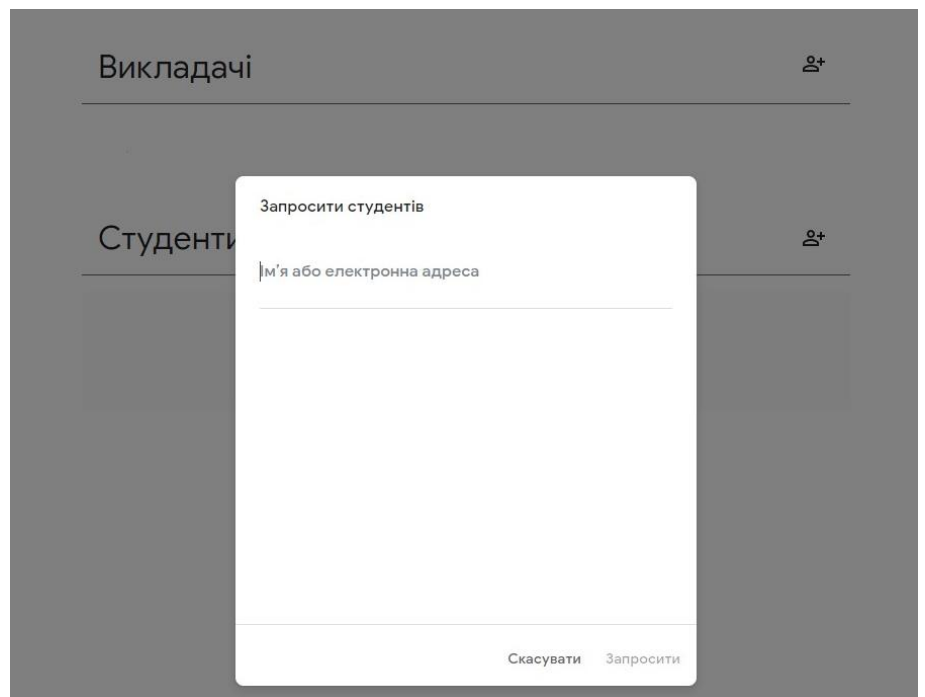 Викладачі
Запросити студентів
Студенти
Ім'я або електронна адреса
Скасувати
Запросити